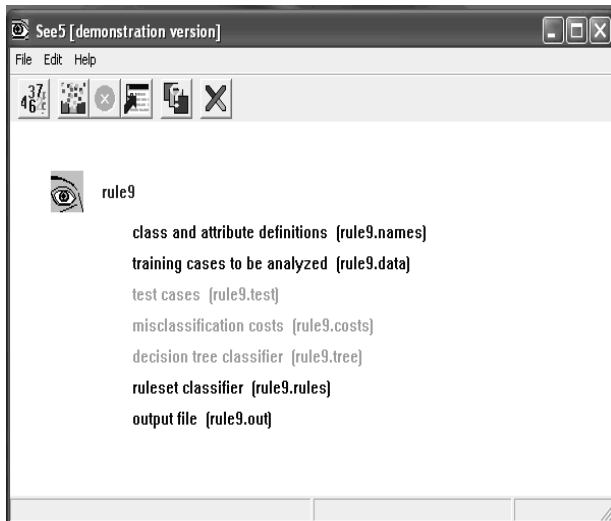 See5 [demonstration version]
File Edit Help
rule9
class and attribute definitions (rule9.names)
training cases to be analyzed (rule9.data)
test cases (rule9.test)
misclassification costs (rule9.costs)
decision tree classifier (rule9.tree)
ruleset classifier (rule9.rules)
output file (rule9.out)